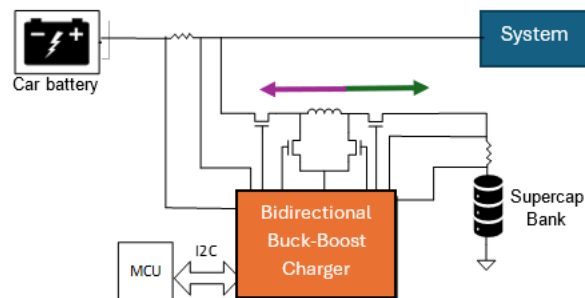 System
Car battery
Bidirectional
Buck-Boost
Charger
Supercap
Bank
I2C
MCU